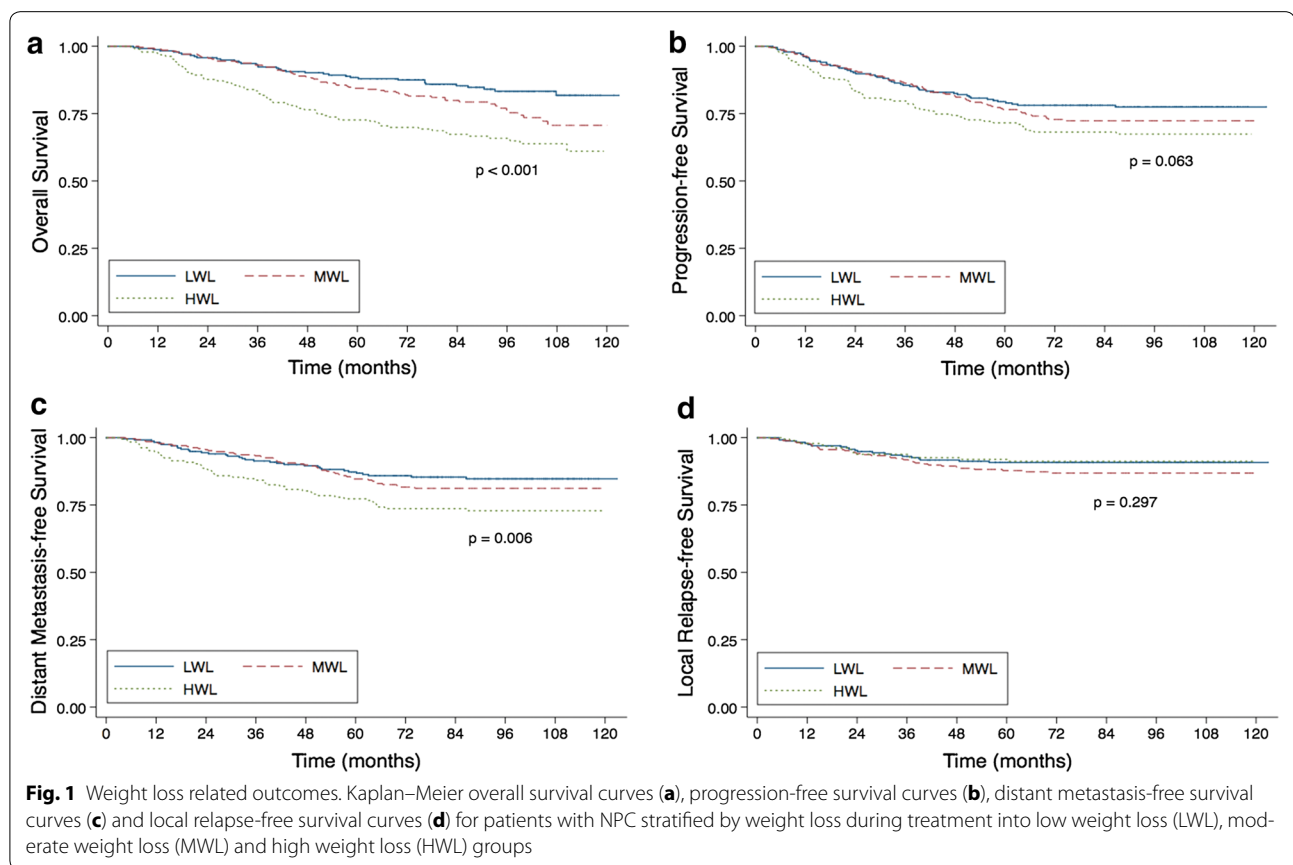 a
1.00
0.75
0.50
0.25
0.00
Overall Survival
p < 0.001
LWL MWL
HWL
0 12 24 36 48 60 72 84 96 108 120
Time (months)
b
1.00
0.75
0.50
0.25
0.00
Progression-free Survival
p = 0.063
LWL MWL
HWL
0 12 24 36 48 60 72 84 96 108 120
Time (months)
c
1.00
0.75
0.50
0.25
0.00
Distant Metastasis-free Survival
p = 0.006
LWL MWL
HWL
0 12 24 36 48 60 72 84 96 108 120
Time (months)
d
1.00
0.75
0.50
0.25
0.00
Local Relapse-free Survival
p = 0.297
LWL MWL
HWL
0 12 24 36 48 60 72 84 96 108 120
Time (months)
Fig. 1 Weight loss related outcomes. Kaplan–Meier overall survival curves (a), progression-free survival curves (b), distant metastasis-free survival
curves (c) and local relapse-free survival curves (d) for patients with NPC stratified by weight loss during treatment into low weight loss (LWL), mod-
erate weight loss (MWL) and high weight loss (HWL) groups